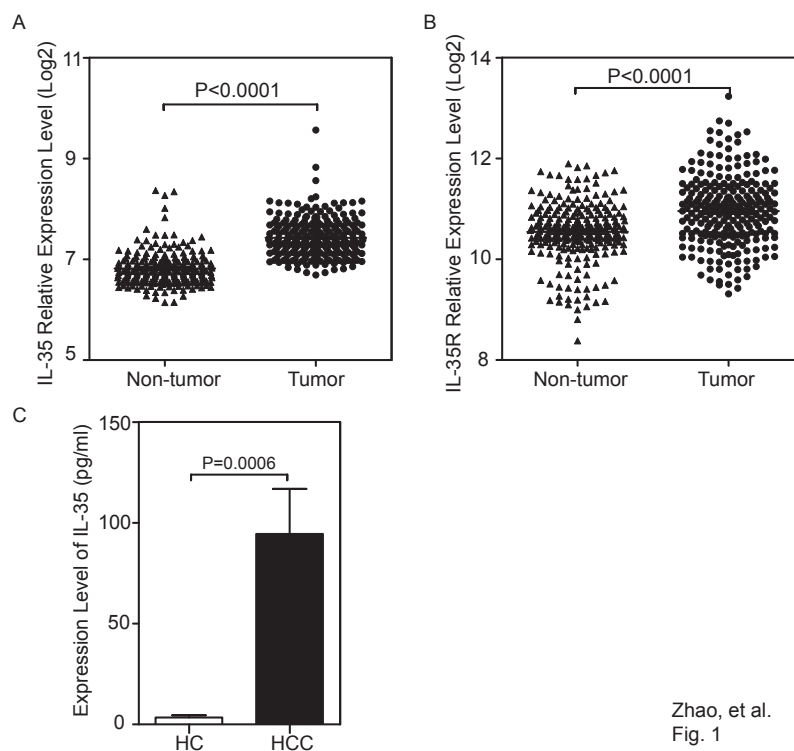 A
IL-35 Relative Expression Level (Log2)
11
9
7
5
P<0.0001
Non-tumor
Tumor
B
IL-35R Relative Expression Level (Log2)
14
12
10
8
P<0.0001
Non-tumor
Tumor
C
Expression Level of IL-35 (pg/ml)
150
100
50
0
P=0.0006
HC
HCC
Zhao, et al.
Fig. 1